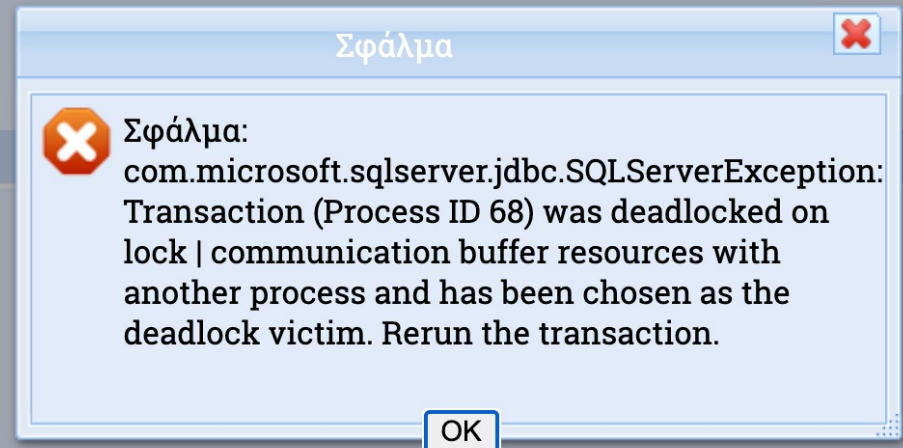 Σφάλμα
Σφάλμα:
com.microsoft.sqlserver.jdbc.SQLServerException:
Transaction (Process ID 68) was deadlocked on
lock | communication buffer resources with
another process and has been chosen as the
deadlock victim. Rerun the transaction.
OK